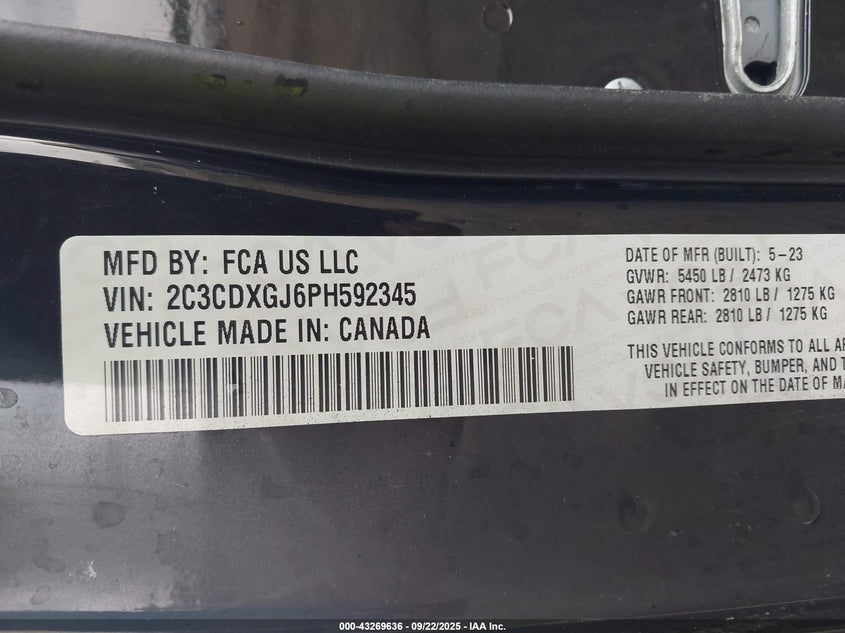 MFD BY: FCA US LLC
VIN: 2C3CDXGJ6PH592345
VEHICLE MADE IN: CANADA
DATE OF MFR (BUILT): 5-23
GVWR: 5450 LB / 2473 KG
GAWR FRONT: 2810 LB / 1275 KG
GAWR REAR: 2810 LB / 1275 KG
THIS VEHICLE CONFORMS TO ALL
VEHICLE SAFETY, BUMPER, AND
IN EFFECT ON THE DATE OF
000-43269636 - 09/22/2025 - IAA Inc.